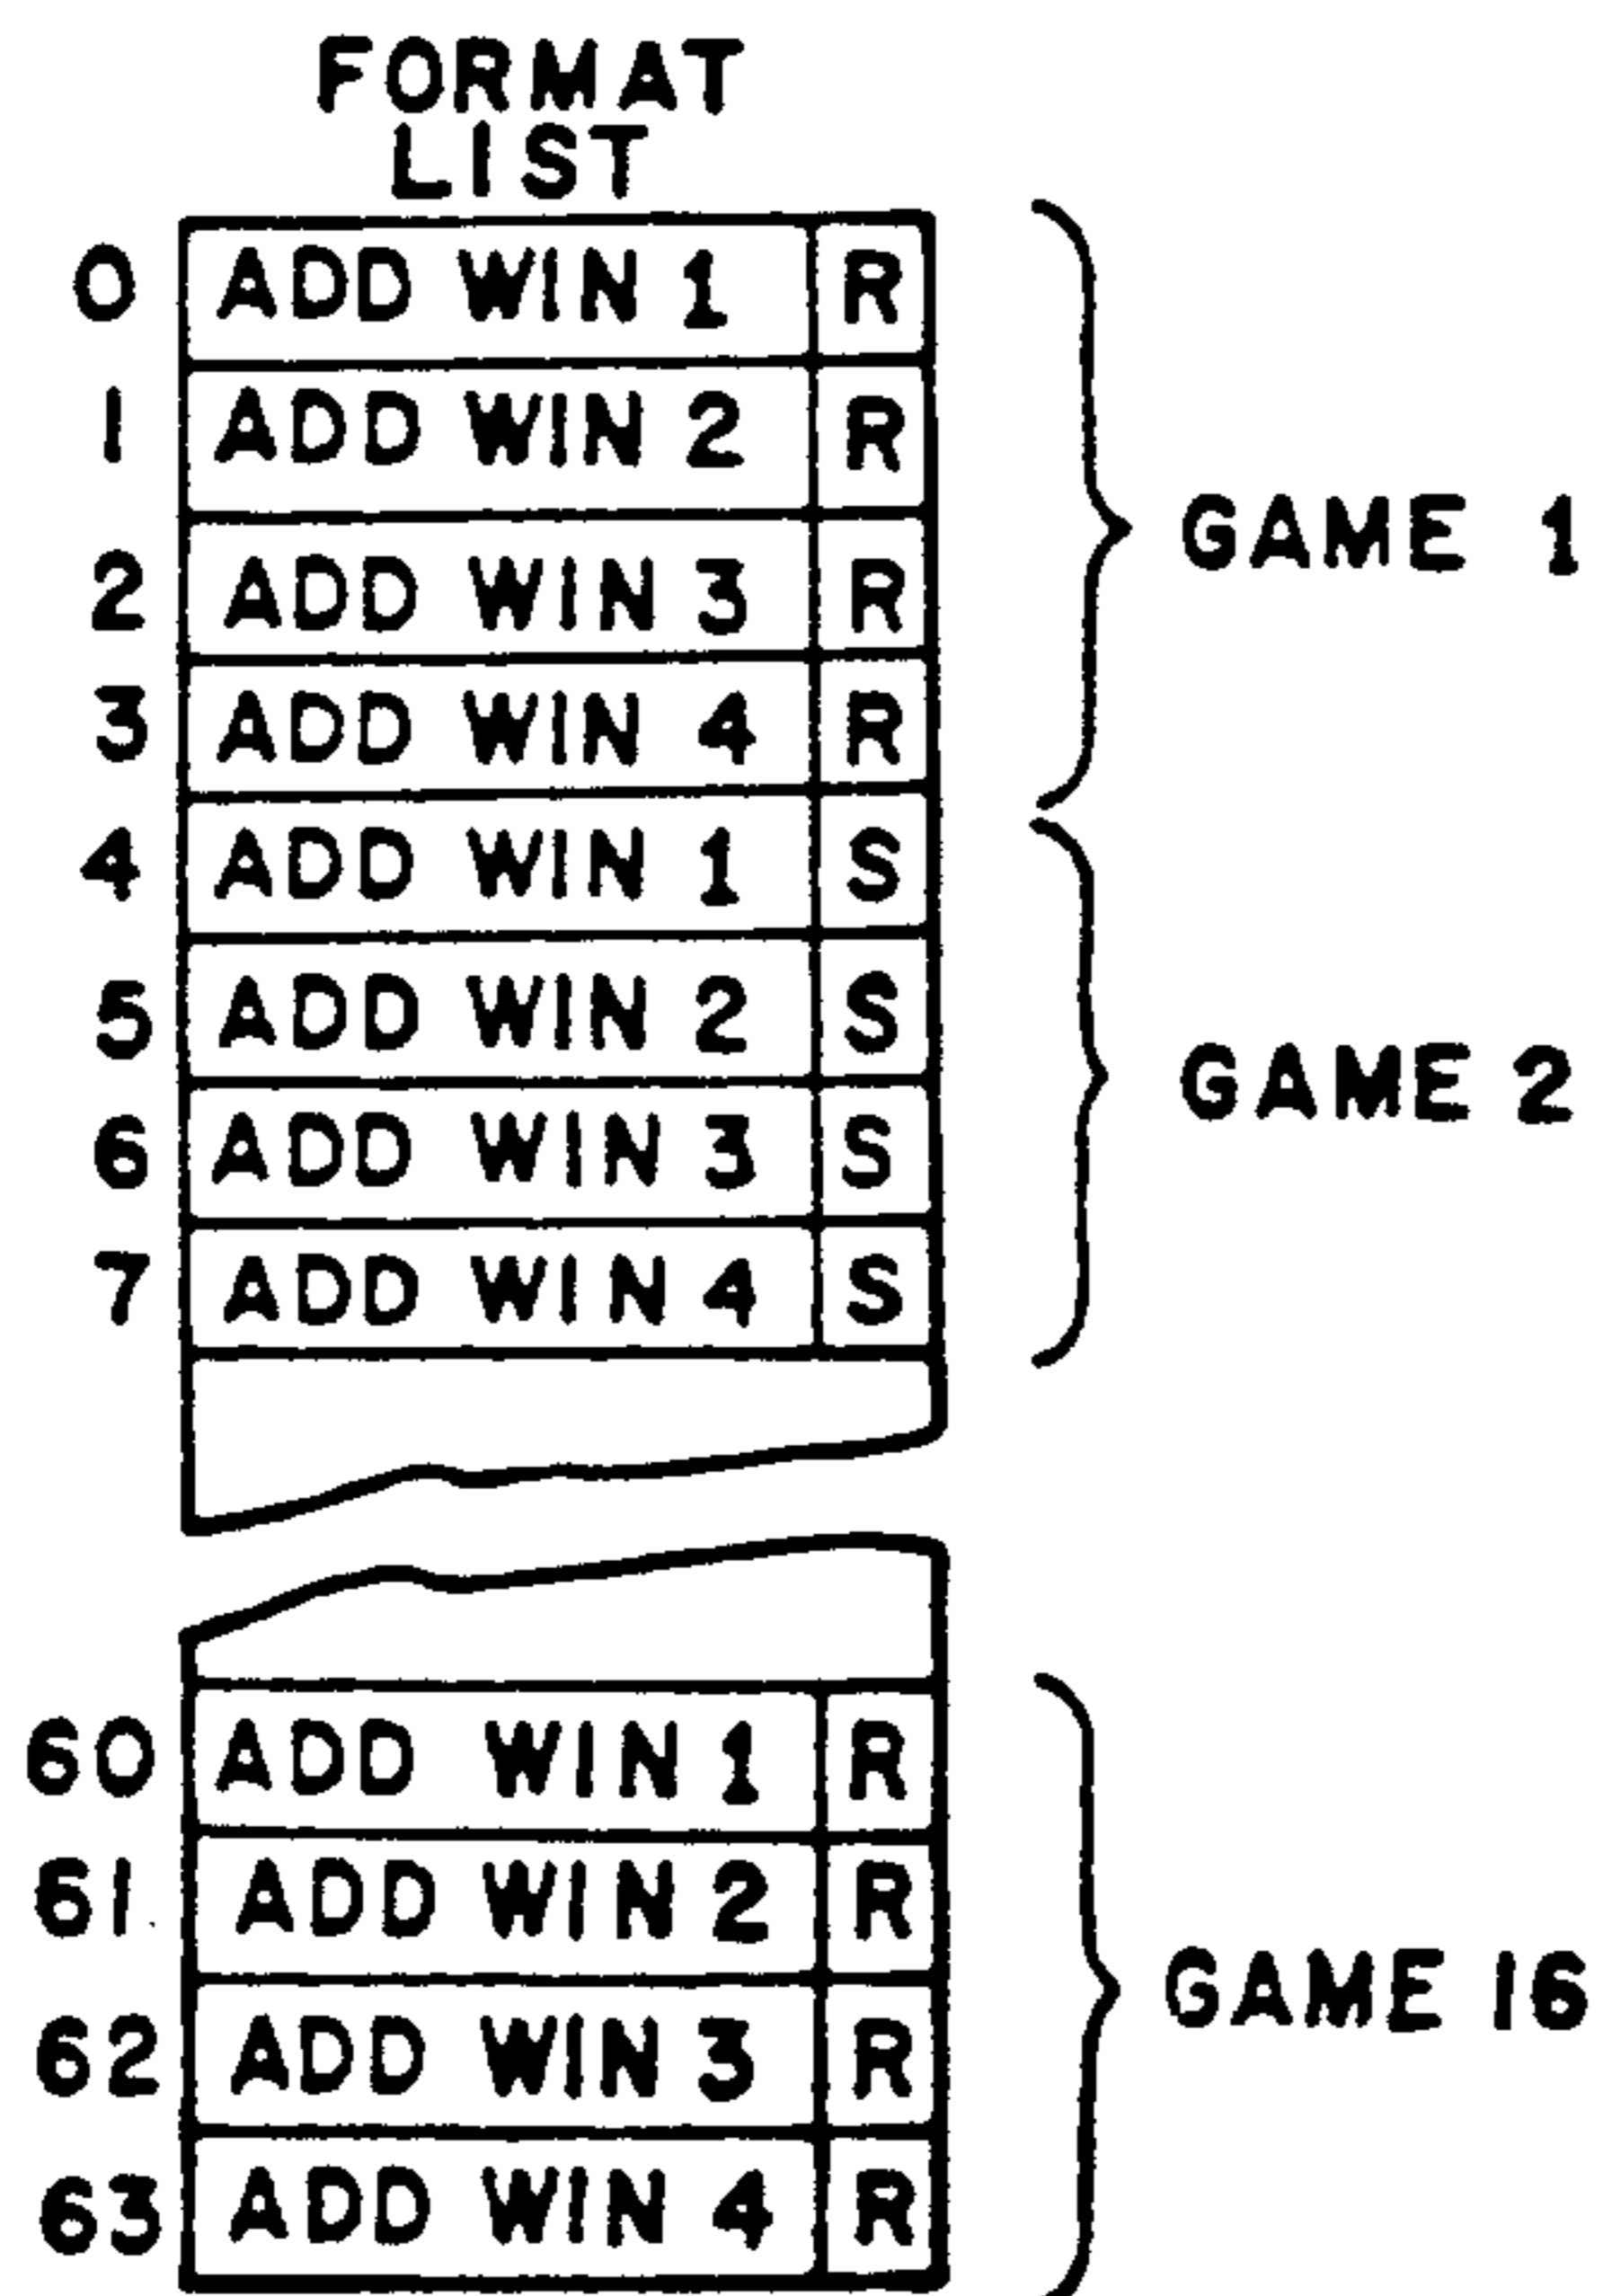 FORMAT
LIST
0 ADD WIN 1 R
1 ADD WIN 2 R
GAME 1
2 ADD WIN 3 R
3 ADD WIN 4 R
4 ADD WIN 1 S
5 ADD WIN 2 S
GAME 2
6 ADD WIN 3 S
7 ADD WIN 4 S
60 ADD WIN 1 R
61 ADD WIN 2 R
GAME 16
62 ADD WIN 3 R
63 ADD WIN 4 R